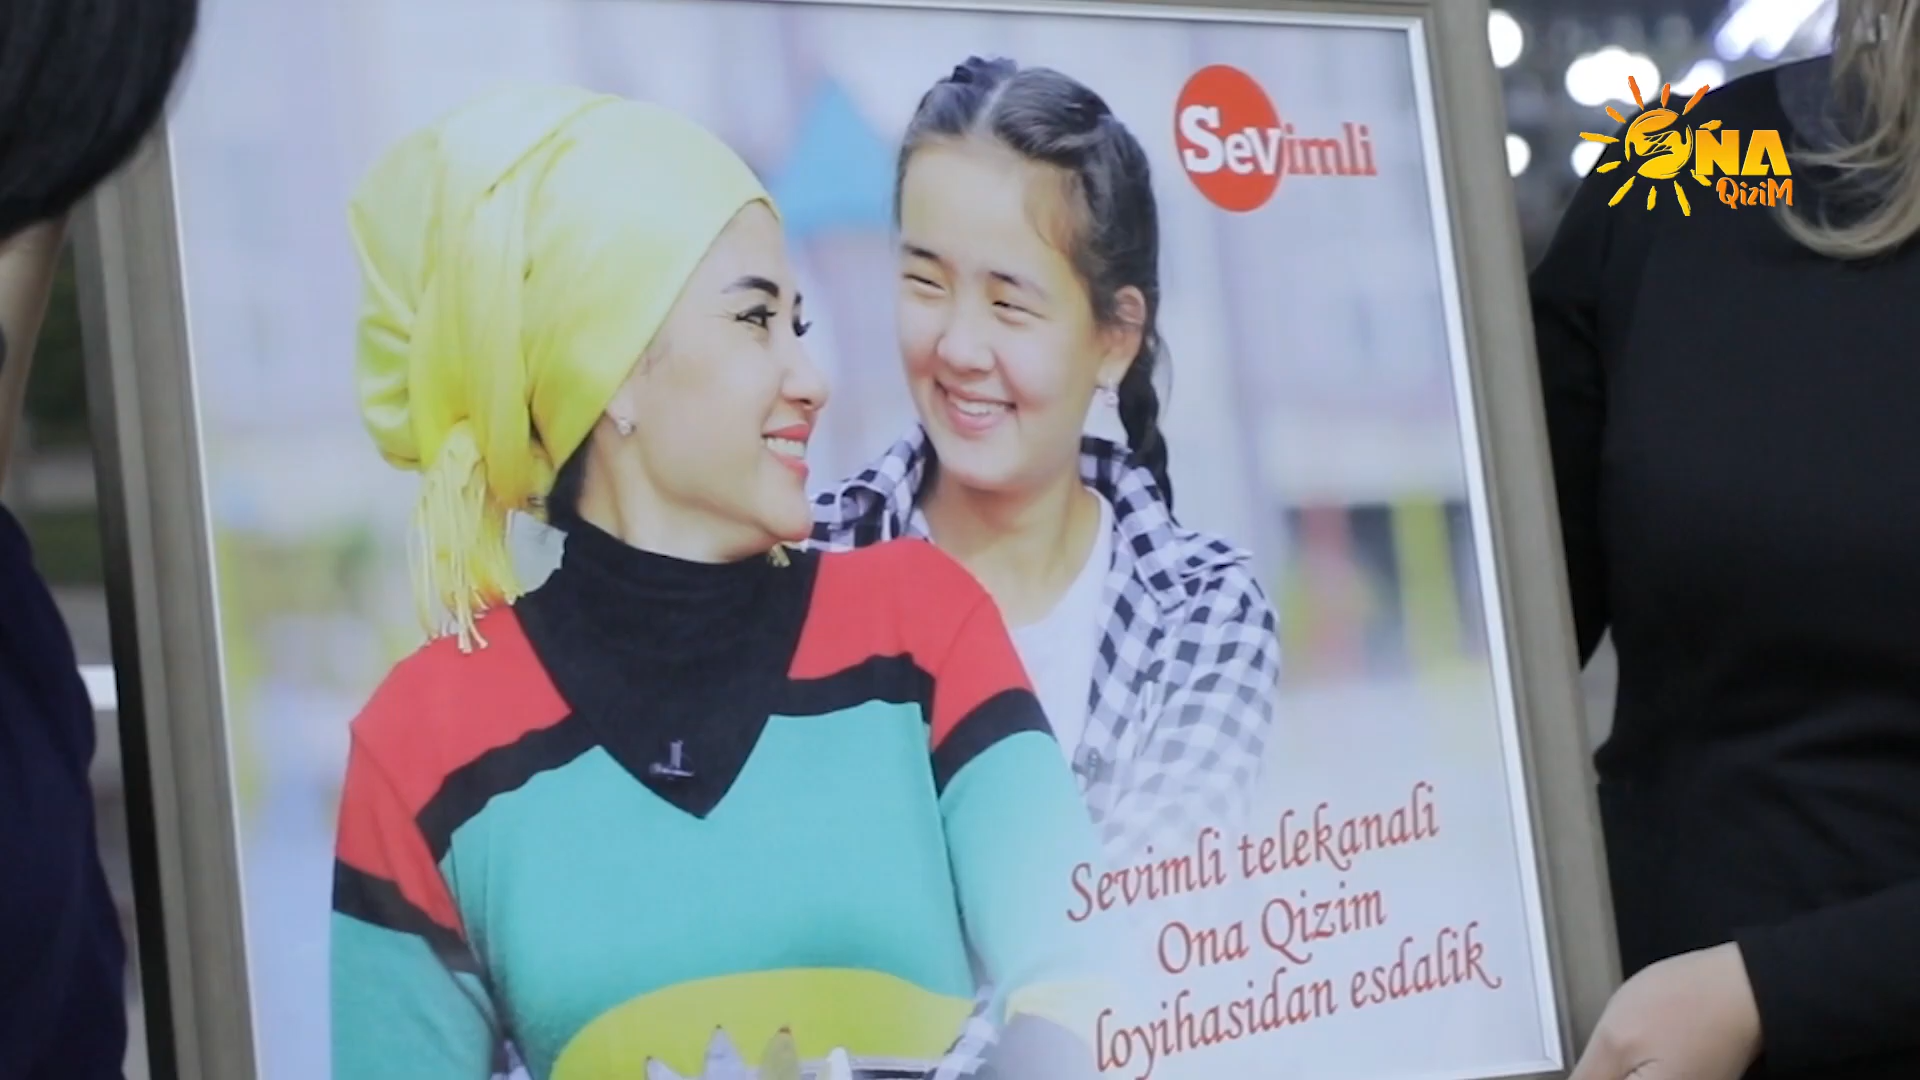 Sevimli
ONA
QiziM
Sevimli telekanali
Ona Qizim
loyihasidan esdalik